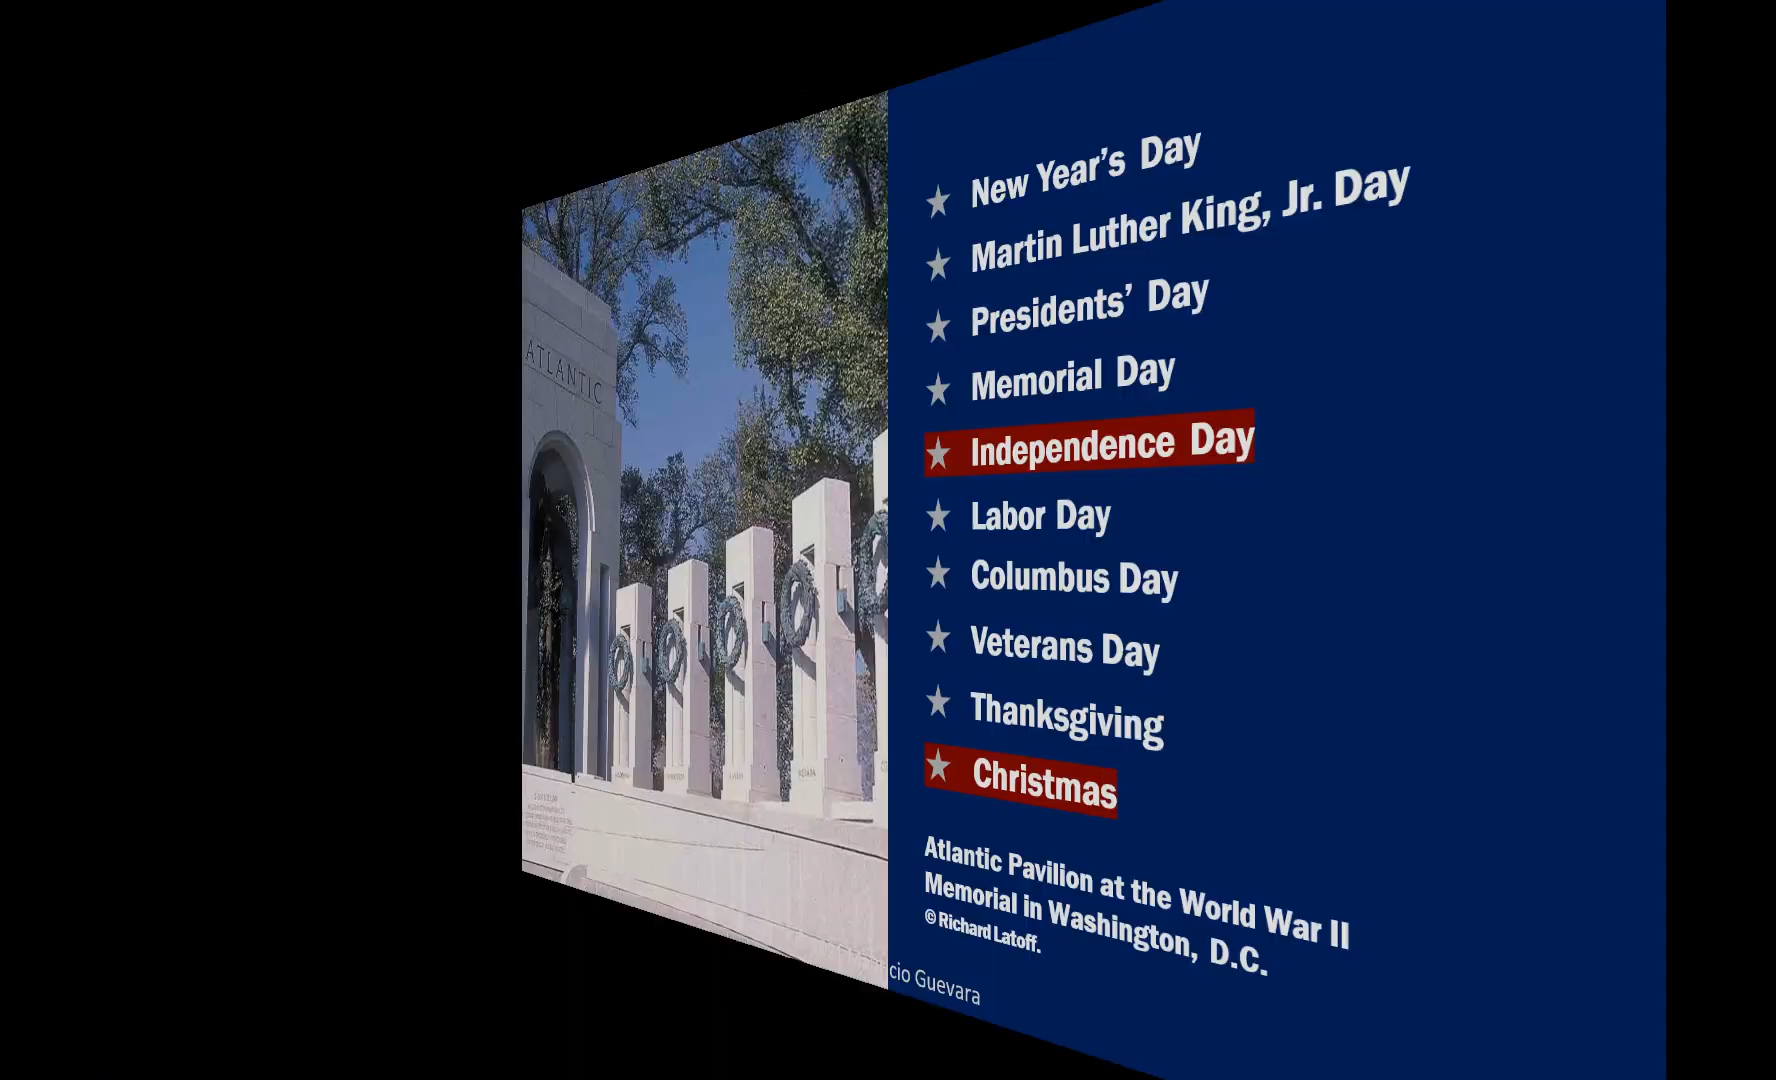 ATLANTIC
New Year's Day
Martin Luther King, Jr. Day
Presidents' Day
Memorial Day
Independence Day
Labor Day
Columbus Day
Veterans Day
Thanksgiving
Christmas
Atlantic Pavilion at the World War II
Memorial in Washington, D.C.
© Richard Latoff.
Guevara